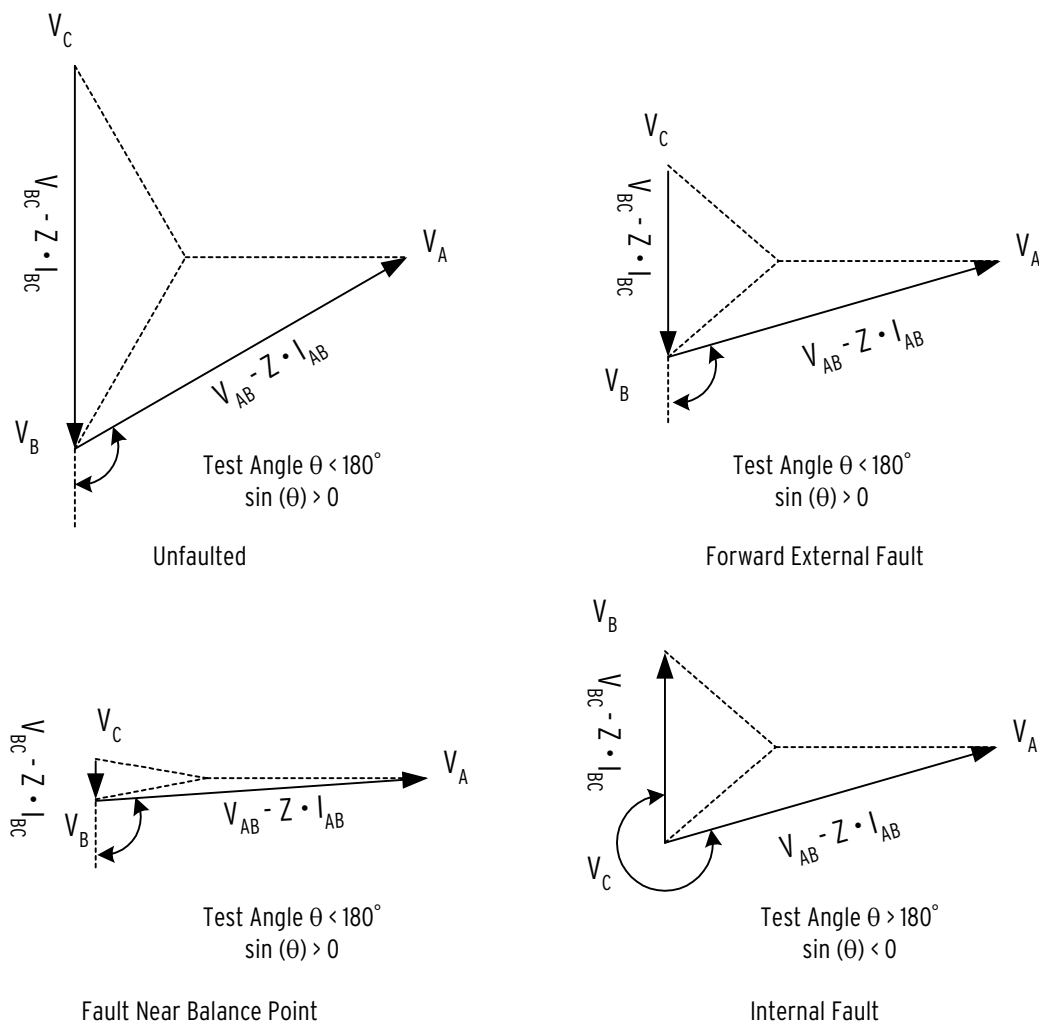 V_C
V_BC - Z • I_BC
V_A
V_AB - Z • I_AB
V_B
Test Angle θ < 180°
sin (θ) > 0
Unfaulted
V_C
V_BC - Z • I_BC
V_A
V_AB - Z • I_AB
V_B
Test Angle θ < 180°
sin (θ) > 0
Forward External Fault
V_C
V_BC - Z • I_BC
V_A
V_AB - Z • I_AB
V_B
Test Angle θ < 180°
sin (θ) > 0
Fault Near Balance Point
V_B
V_BC - Z • I_BC
V_A
V_AB - Z • I_AB
V_C
Test Angle θ > 180°
sin (θ) < 0
Internal Fault